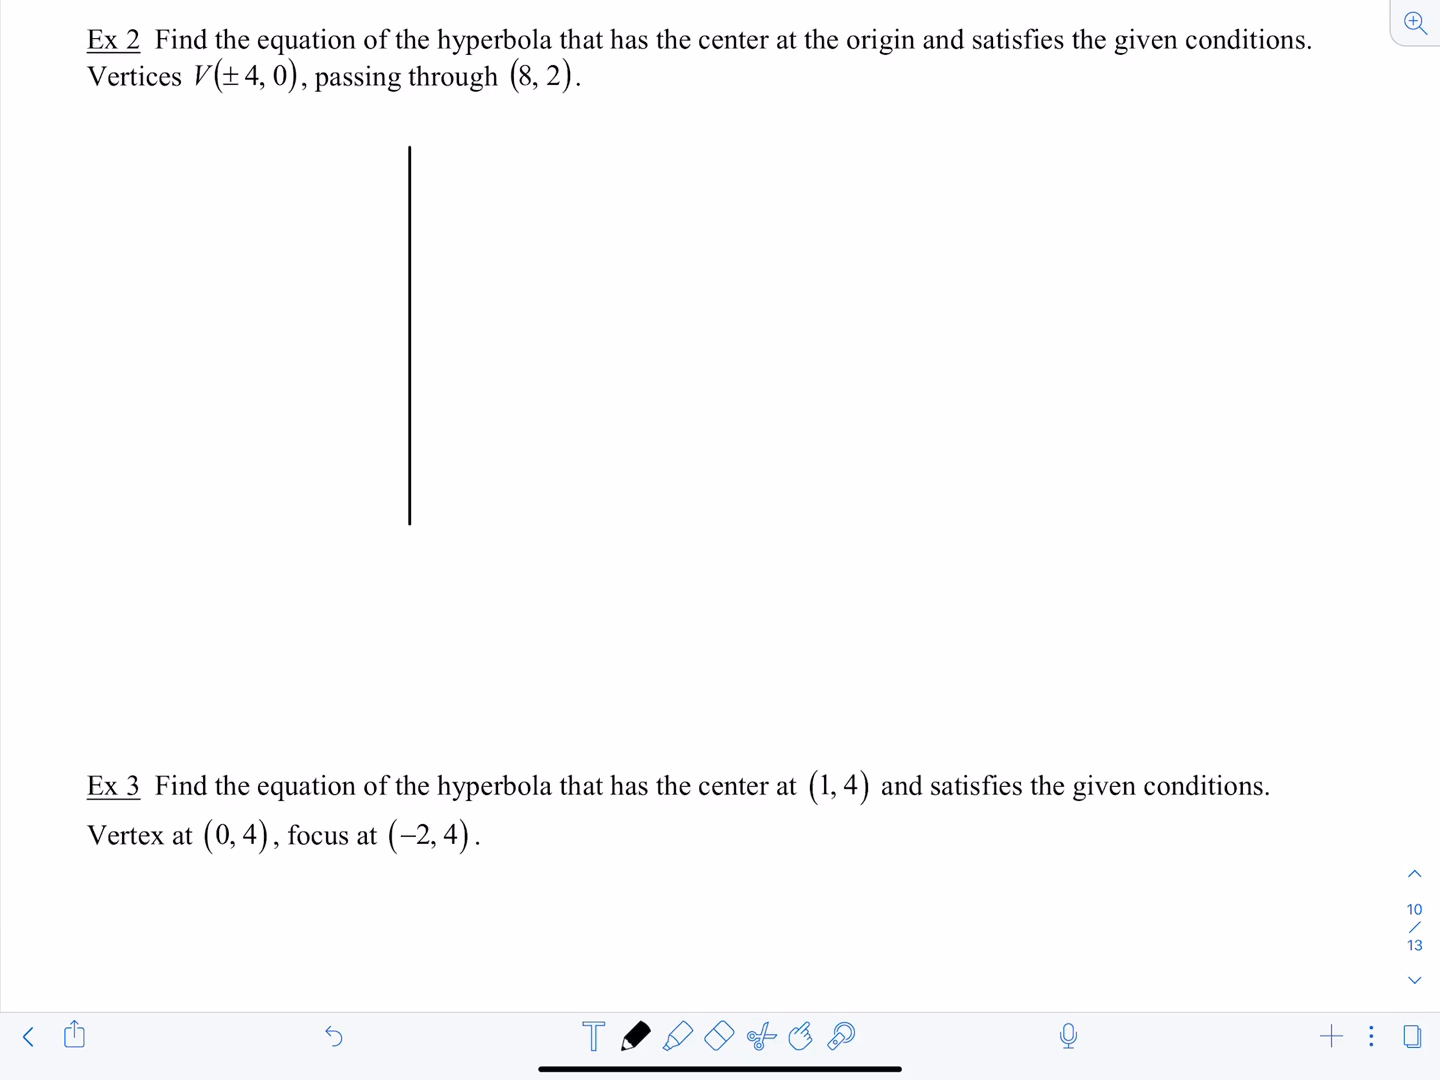 Ex 2 Find the equation of the hyperbola that has the center at the origin and satisfies the given conditions.
Vertices V(± 4, 0), passing through (8, 2).
Ex 3 Find the equation of the hyperbola that has the center at (1, 4) and satisfies the given conditions.
Vertex at (0, 4), focus at (−2, 4).
10
/
13
T